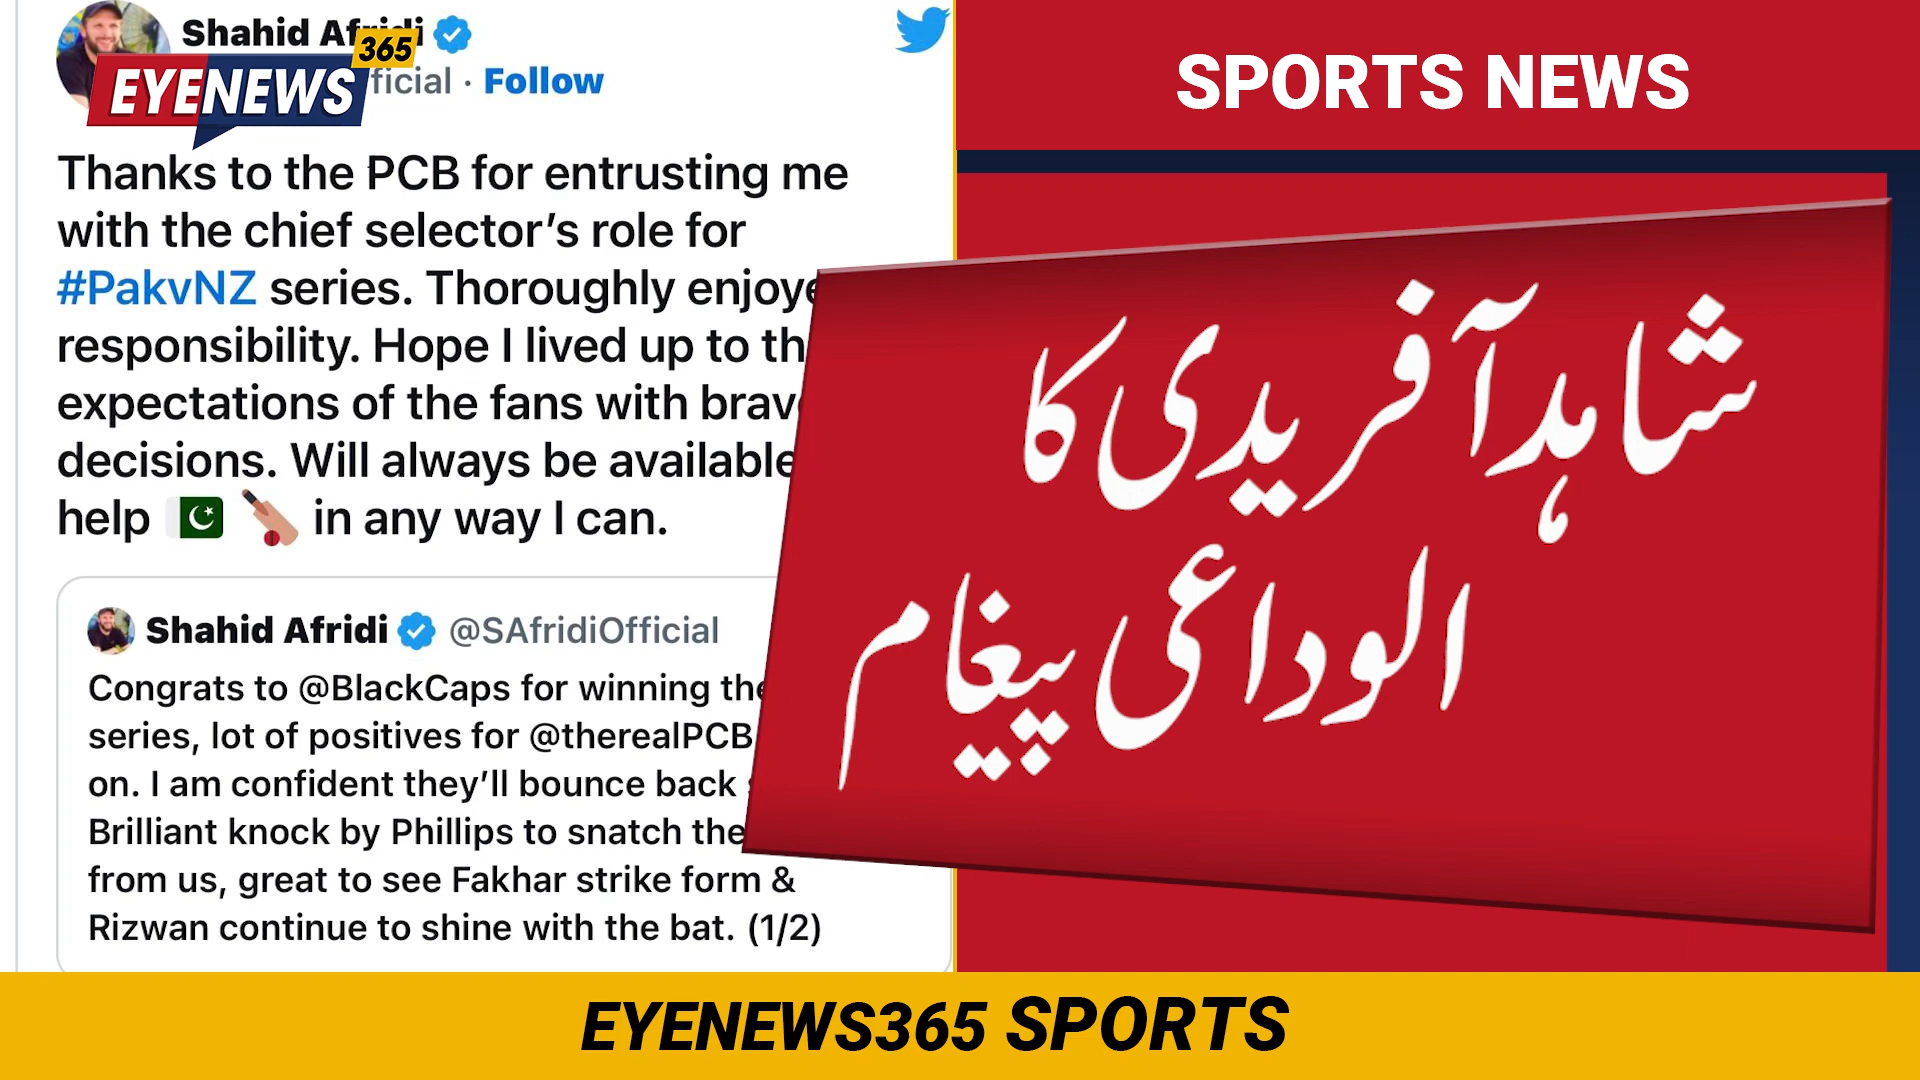 Shahid Afridi
365
EYENEWS
ficial · Follow
Thanks to the PCB for entrusting me
with the chief selector’s role for
#PakvNZ series. Thoroughly
responsibility. Hope I lived up to
expectations of the fans with
decisions. Will always be available
help 🇵🇰 🏏 in any way I can.
Shahid Afridi @SAfridiOfficial
Congrats to @BlackCaps for winning
series, lot of positives for @therealPCB
on. I am confident they’ll bounce back
Brilliant knock by Phillips to snatch the
from us, great to see Fakhar strike form &
Rizwan continue to shine with the bat. (1/2)
SPORTS NEWS
شاہد آفریدی کا
الوداعی پیغام
EYENEWS365 SPORTS